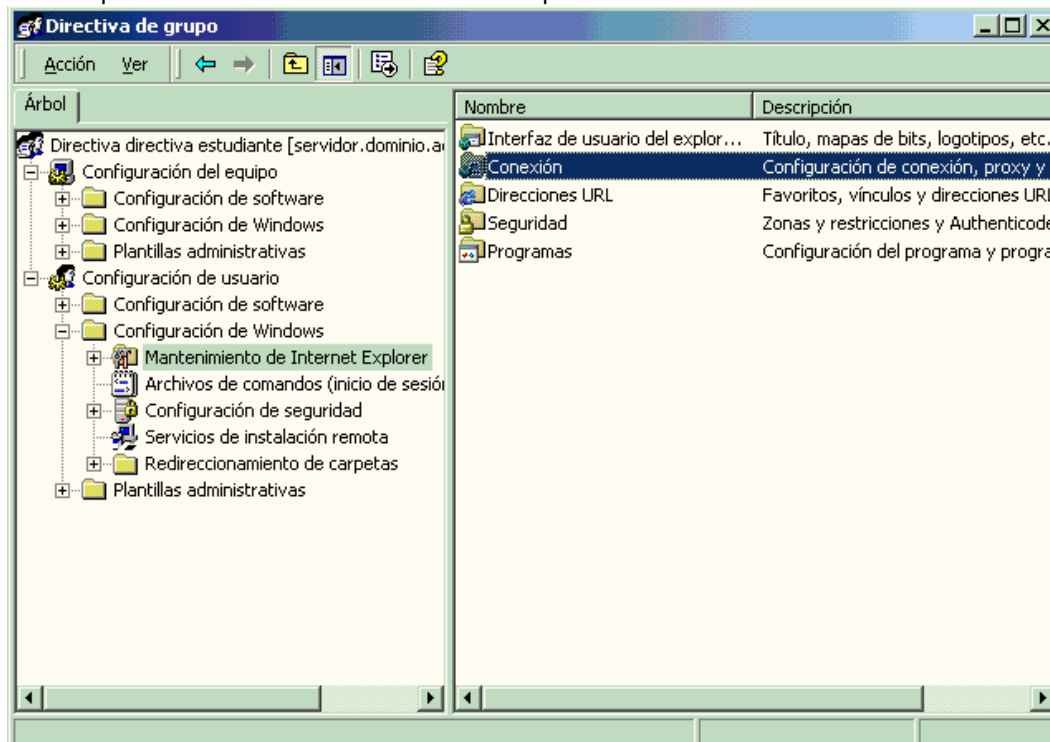 Directiva de grupo
Acción Ver
Árbol
Directiva directiva estudiante [servidor.dominio.a
Configuración del equipo
Configuración de software
Configuración de Windows
Plantillas administrativas
Configuración de usuario
Configuración de software
Configuración de Windows
Mantenimiento de Internet Explorer
Archivos de comandos (inicio de sesión
Configuración de seguridad
Servicios de instalación remota
Redireccionamiento de carpetas
Plantillas administrativas
Nombre Descripción
Interfaz de usuario del explor... Título, mapas de bits, logotipos, etc.
Conexión Configuración de conexión, proxy y
Direcciones URL Favoritos, vínculos y direcciones URL
Seguridad Zonas y restricciones y Authenticode
Programas Configuración del programa y progra